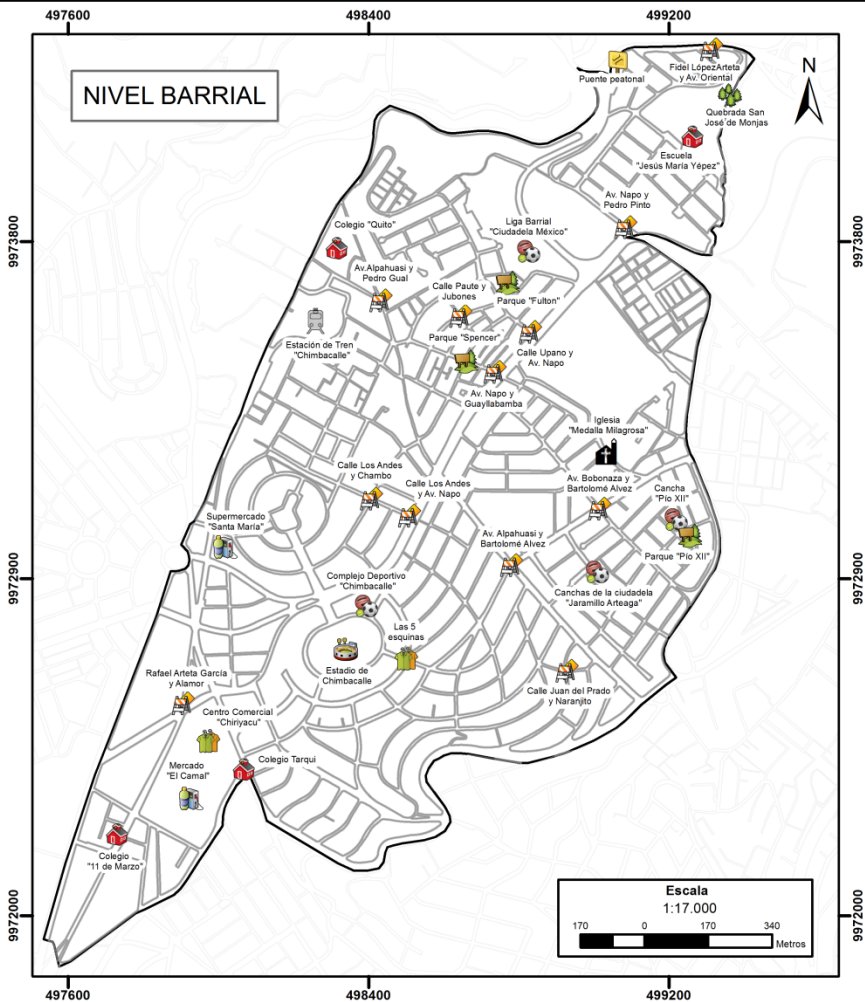 497600
498400
499200
NIVEL BARRIAL
N
Fidel LópezArteta
y Av. Oriental
Puente peatonal
Quebrada San
José de Monjas
Escuela
"Jesús María Yépez"
Av. Napo y
Pedro Pinto
Colegio "Quito"
Liga Barrial
"Ciudadela México"
9973800
9973800
Av.Alpahuasi y
Pedro Gual
Calle Paute y
Jubones
Parque "Fulton"
Estación de Tren
"Chimbacalle"
Parque "Spencer"
Calle Upano y
Av. Napo
Av. Napo y
Guayllabamba
Iglesia
"Medalla Milagrosa"
Calle Los Andes
y Chambo
Calle Los Andes
y Av. Napo
Av. Bobonaza y
Bartolomé Alvez
Cancha
"Pío XII"
Supermercado
"Santa María"
Av. Alpahuasi y
Bartolomé Alvez
Parque "Pío XII"
9972900
9972900
Complejo Deportivo
"Chimbacalle"
Canchas de la ciudadela
"Jaramillo Arteaga"
Las 5
esquinas
Estadio de
Chimbacalle
Rafael Arteta García
y Alamor
Calle Juan del Prado
y Naranjito
Centro Comercial
"Chiriyacu"
Colegio Tarqui
Mercado
"El Camal"
Colegio
"11 de Marzo"
Escala
1:17.000
170
0
170
340
Metros
9972000
9972000
497600
498400
499200